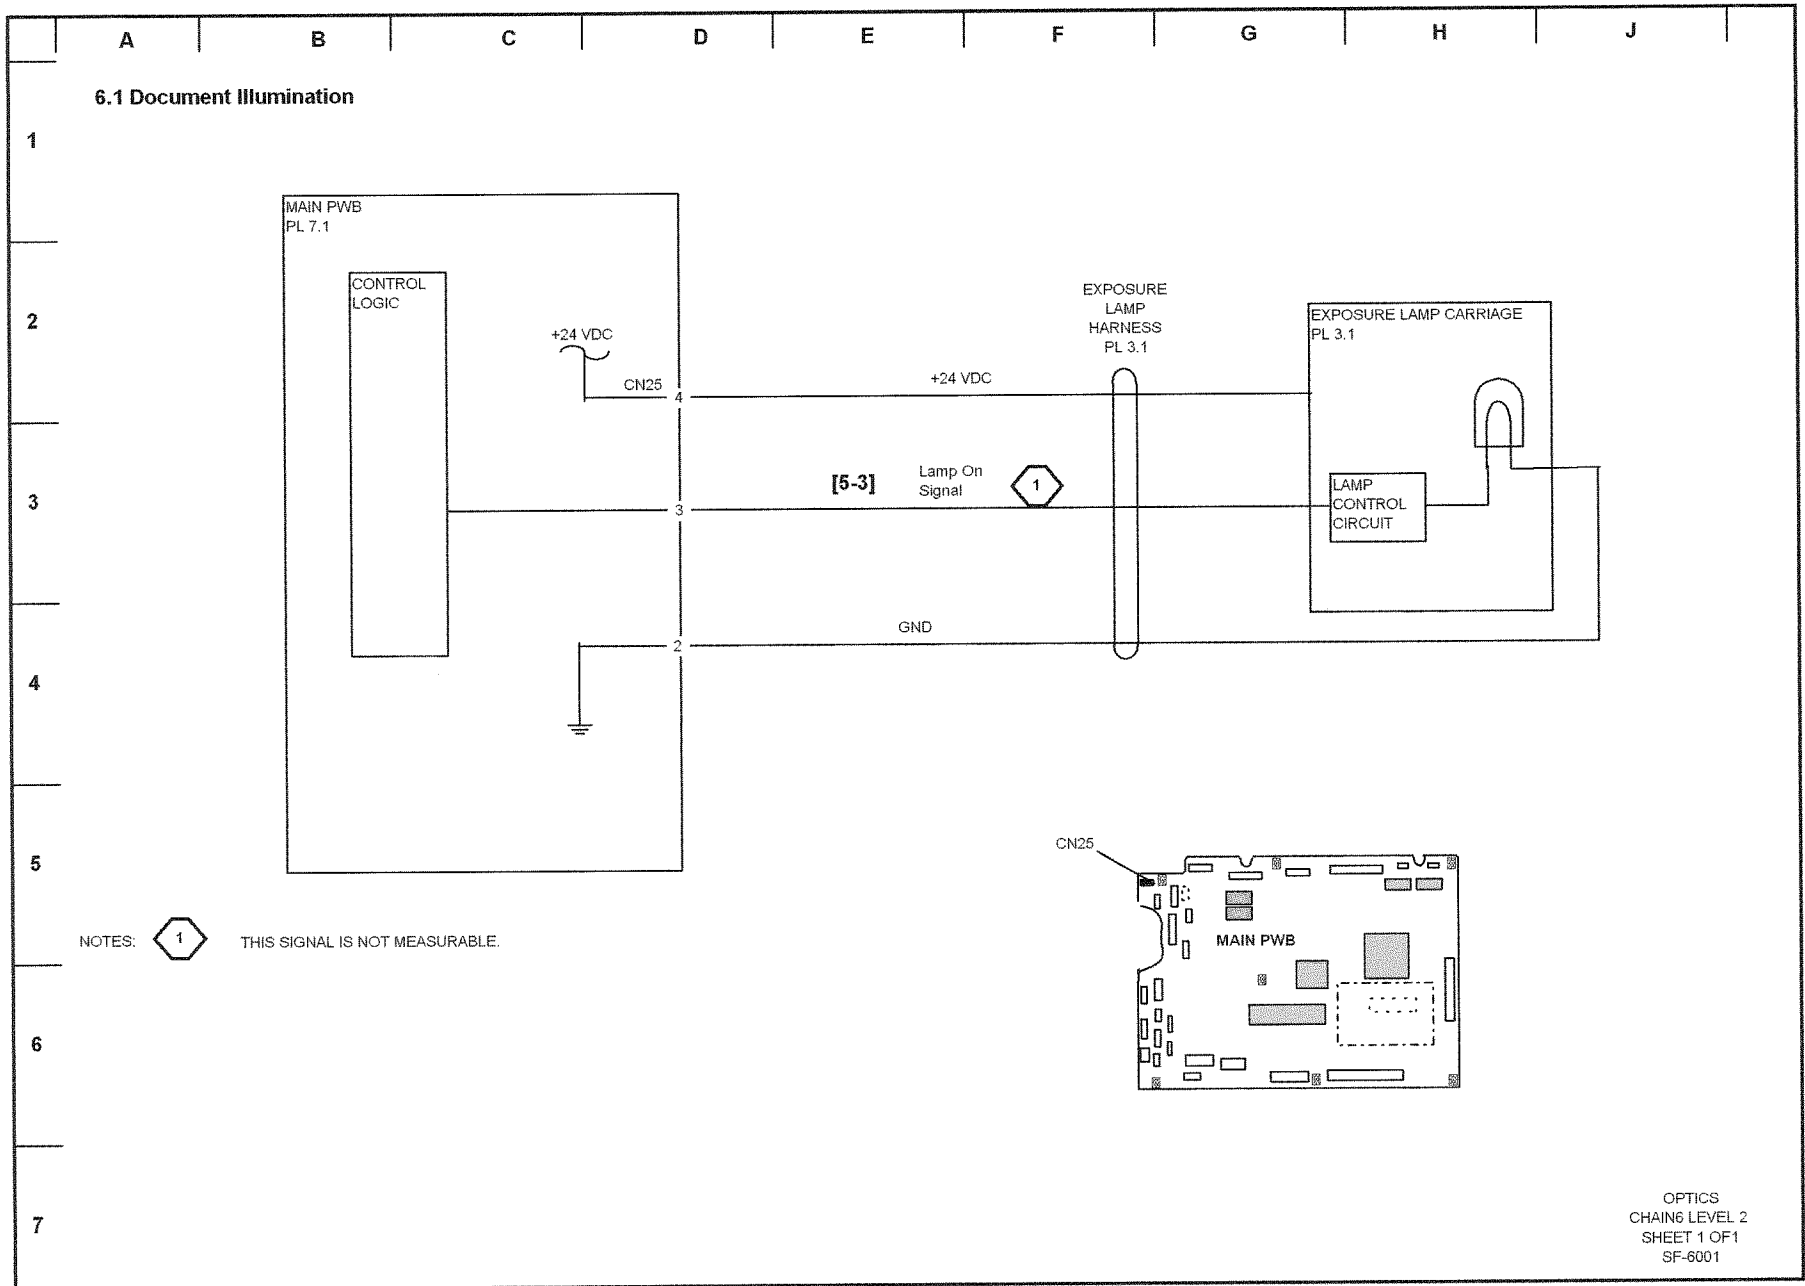 A B C D E F G H J
6.1 Document Illumination
1
MAIN PWB
PL 7.1
CONTROL
LOGIC
2
+24 VDC
EXPOSURE
LAMP
HARNESS
PL 3.1
EXPOSURE LAMP CARRIAGE
PL 3.1
CN25
4
+24 VDC
3
[5-3]
Lamp On
Signal
1
3
LAMP
CONTROL
CIRCUIT
GND
2
4
5
CN25
MAIN PWB
NOTES: 1 THIS SIGNAL IS NOT MEASURABLE.
6
7
OPTICS
CHAIN6 LEVEL 2
SHEET 1 OF1
SF-6001